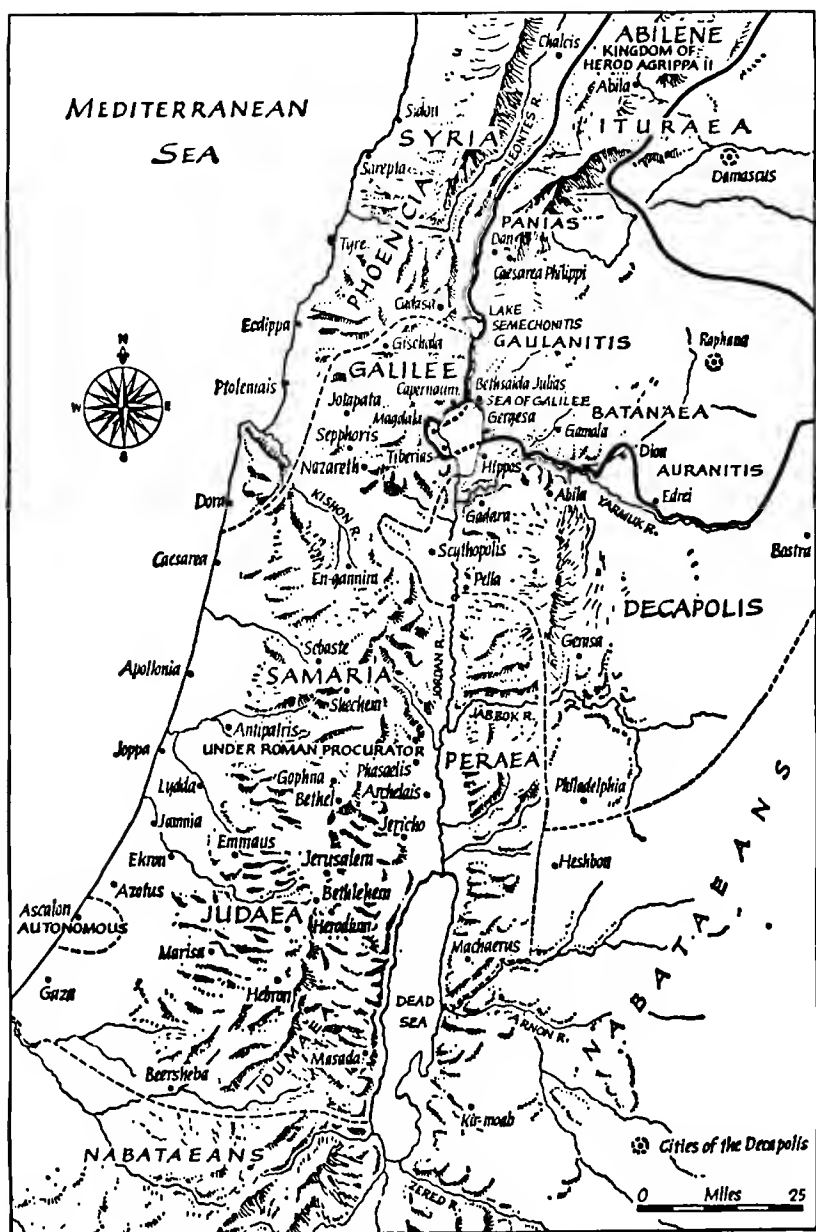 ABILENE
KINGDOM OF
HEROD AGRIPPA II
Chalcis
Abila
MEDITERRANEAN
SEA
Sidon
SYRIA
LEONTES R.
ITURAEA
Damascus
Sarepta
PANIAS
PHOENICIA
Tyre
Dan
Caesarea Philippi
LAKE
SEMECHONITIS
Ecdippa
Gischala
GAULANITIS
Raphana
GALILEE
Ptolemais
Capernaum
Bethsaida Julias
SEA OF GALILEE
Jotapata
BATANAEA
Magdala
Gergesa
Gamala
Sepphoris
Tiberias
Dion
Nazareth
Hippos
AURANITIS
N
W
E
S
Dora
KISHON R.
Abila
Edrei
Gadara
YARMUK R.
Bostra
Caesarea
Scythopolis
Pella
DECAPOLIS
Gerasa
Sebaste
Apollonia
SAMARIA
JORDAN R.
Shechem
JABBOK R.
Antipatris
UNDER ROMAN PROCURATOR
Joppa
Phasaelis
PERAEA
Lydda
Gophna
Archelais
Philadelphia
Bethel
Jamnia
Jericho
Emmaus
Ekron
Jerusalem
Heshbon
Azotus
Bethlehem
Ascalon
AUTONOMOUS
JUDAEA
Herodium
NABATAEANS
Marisa
Machaerus
Gaza
Hebron
DEAD
SEA
ARNON R.
IDUMAEA
Masada
Beersheba
Kir-moab
NABATAEANS
ZERED R.
Cities of the Decapolis
0 Miles 25